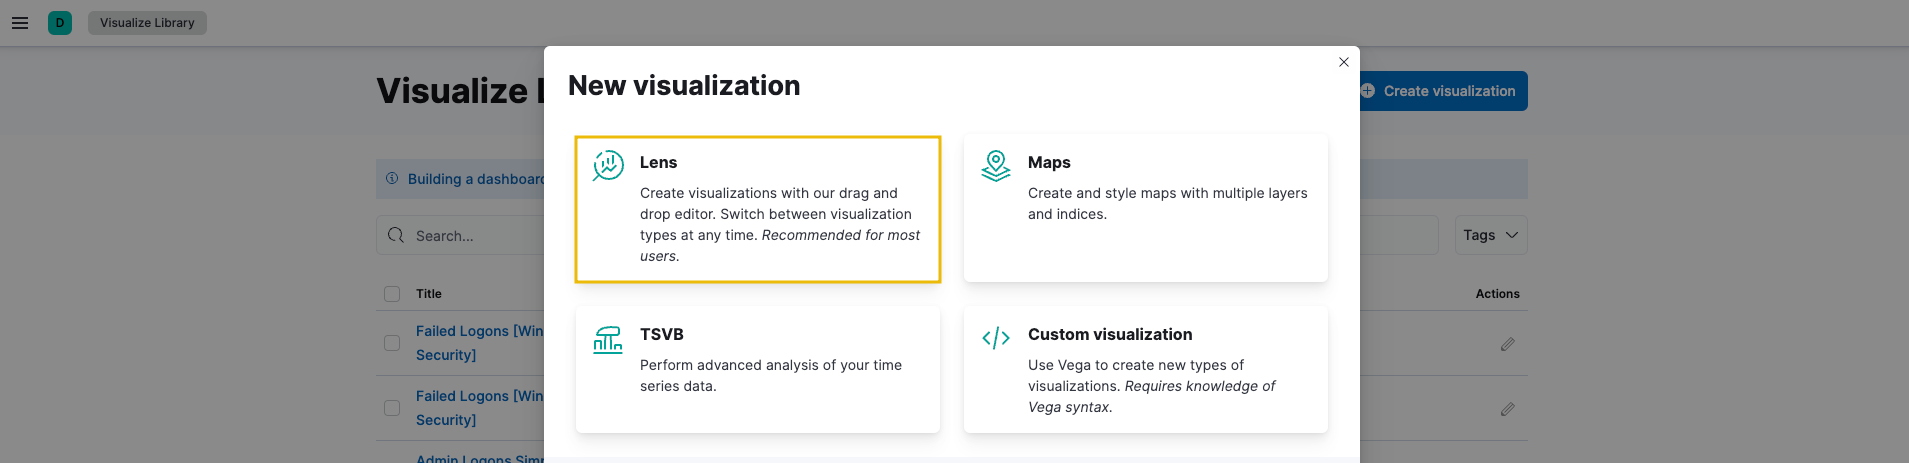 D
Visualize Library
New visualization
Visualize L
Create visualization
Lens
Create visualizations with our drag and
drop editor. Switch between visualization
types at any time. Recommended for most
users.
Maps
Create and style maps with multiple layers
and indices.
Building a dashboard
Search...
Tags
Title
Actions
TSVB
Perform advanced analysis of your time
series data.
Custom visualization
Use Vega to create new types of
visualizations. Requires knowledge of
Vega syntax.
Failed Logons [Win
Security]
Failed Logons [Win
Security]
Admin Logons Sim